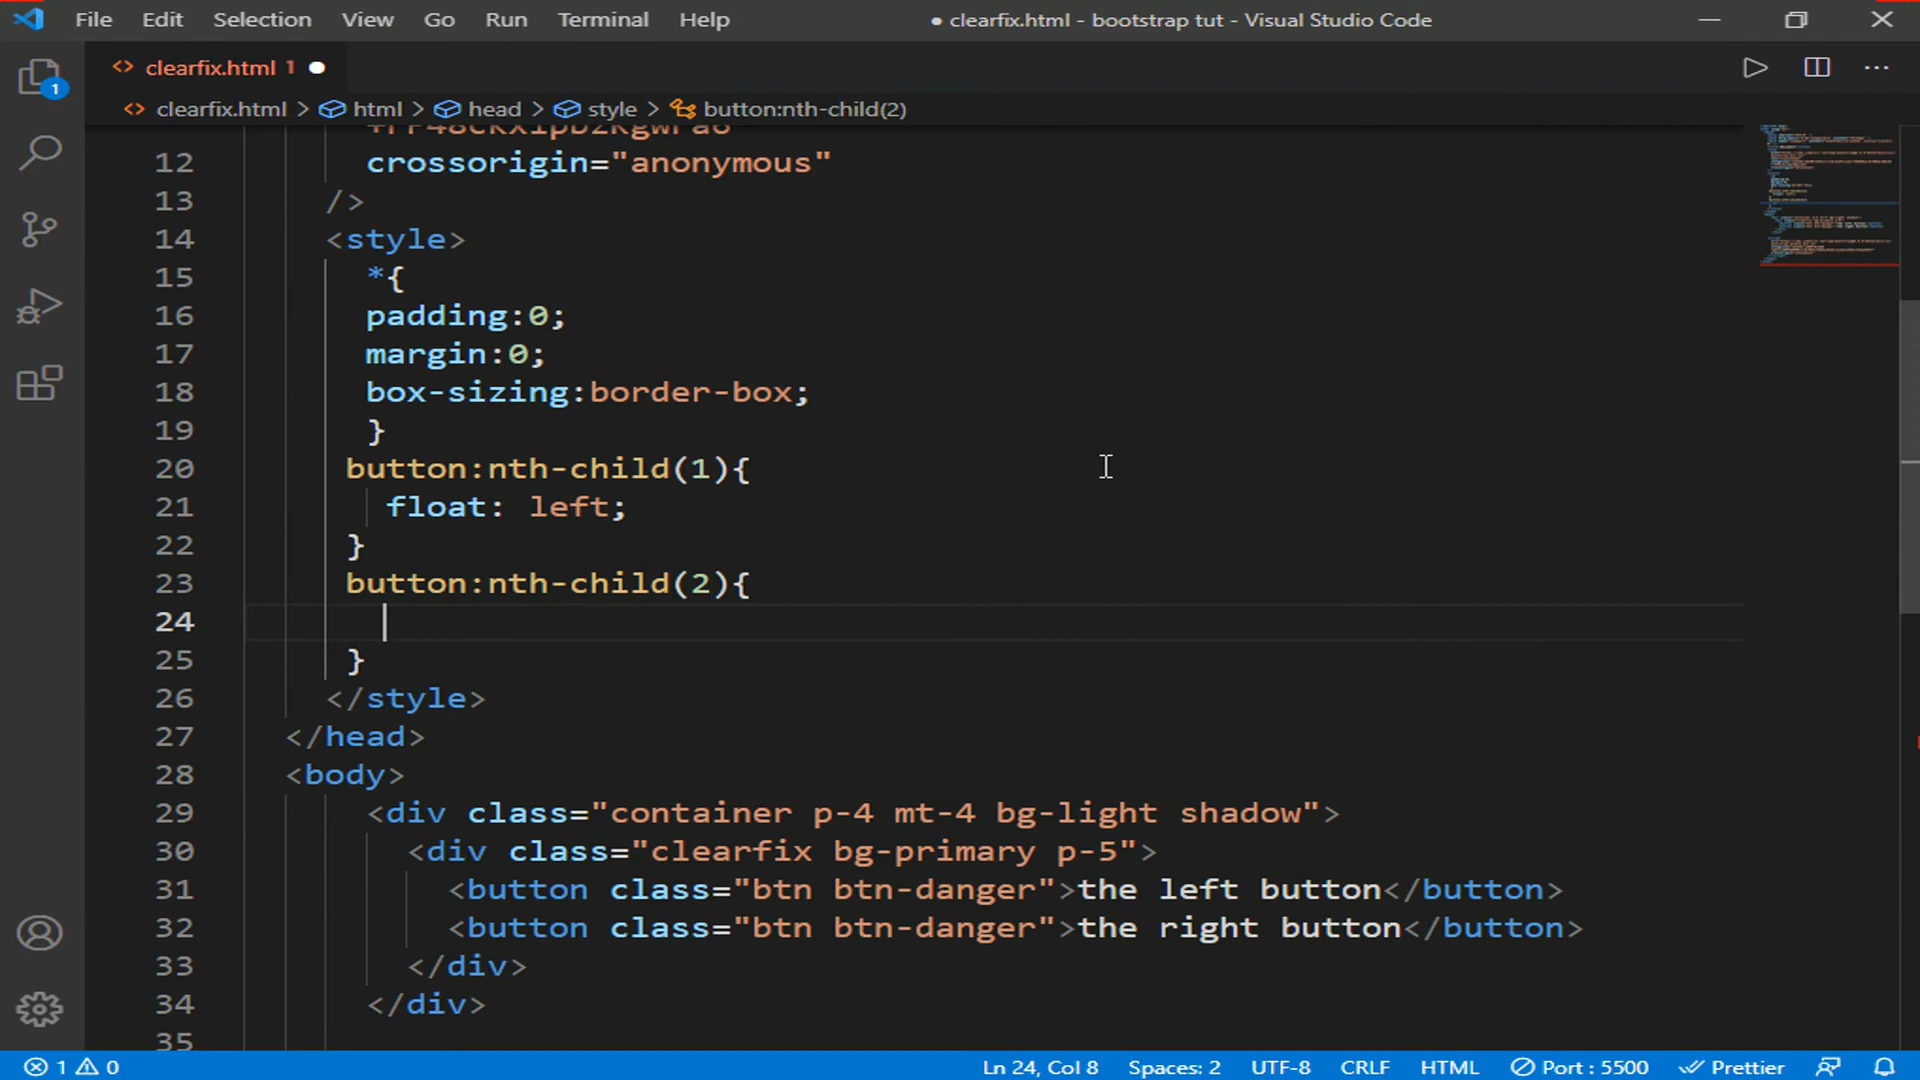 File Edit Selection View Go Run Terminal Help
● clearfix.html - bootstrap tut - Visual Studio Code
clearfix.html 1
clearfix.html > html > head > style > button:nth-child(2)
1
12 crossorigin="anonymous"
13 />
14 <style>
15 *{
16 padding:0;
17 margin:0;
18 box-sizing:border-box;
19 }
20 button:nth-child(1){
21 float: left;
22 }
23 button:nth-child(2){
24
25 }
26 </style>
27 </head>
28 <body>
29 <div class="container p-4 mt-4 bg-light shadow">
30 <div class="clearfix bg-primary p-5">
31 <button class="btn btn-danger">the left button</button>
32 <button class="btn btn-danger">the right button</button>
33 </div>
34 </div>
35
1 0 Ln 24, Col 8 Spaces: 2 UTF-8 CRLF HTML Port : 5500 Prettier